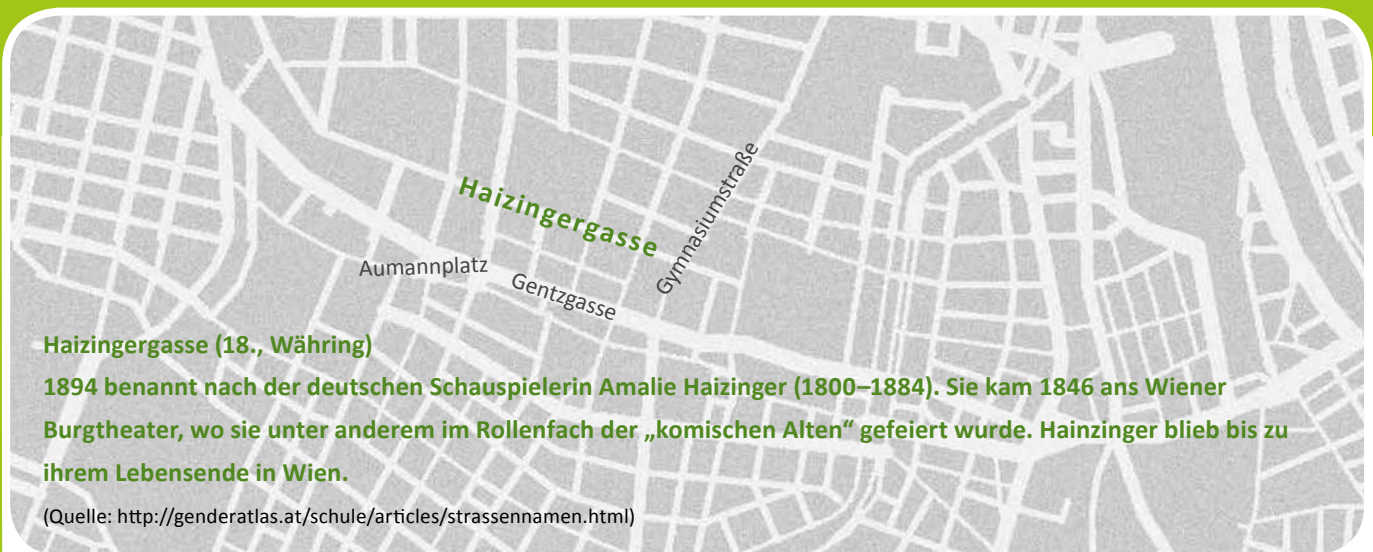 Haizingergasse
Gymnasiumstraße
Aumannplatz
Gentzgasse
Haizingergasse (18., Währing)
1894 benannt nach der deutschen Schauspielerin Amalie Haizinger (1800–1884). Sie kam 1846 ans Wiener
Burgtheater, wo sie unter anderem im Rollenfach der „komischen Alten“ gefeiert wurde. Hainzinger blieb bis zu
ihrem Lebensende in Wien.
(Quelle: http://genderatlas.at/schule/articles/strassennamen.html)